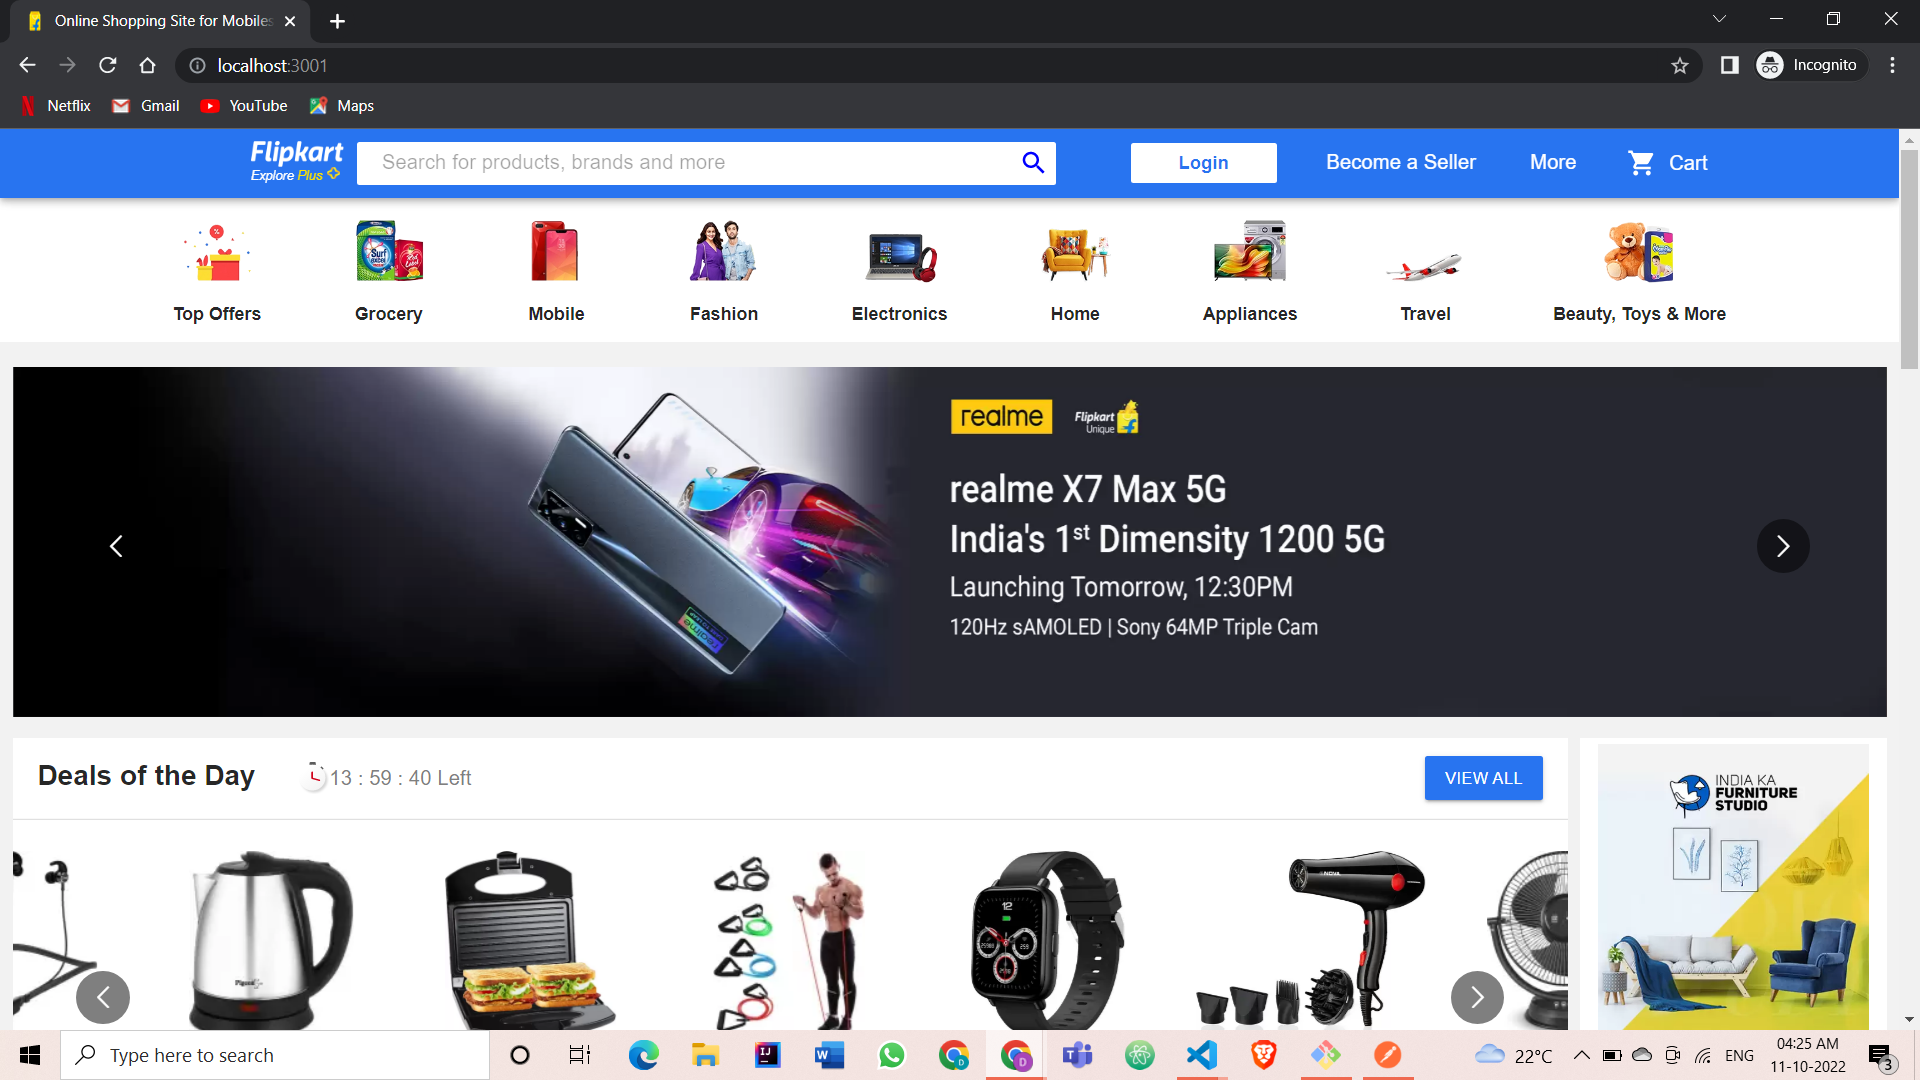 Online Shopping Site for Mobiles
localhost:3001
Incognito
Netflix
Gmail
YouTube
Maps
Flipkart
Explore Plus
Search for products, brands and more
Login
Become a Seller
More
Cart
Top Offers
Grocery
Mobile
Fashion
Electronics
Home
Appliances
Travel
Beauty, Toys & More
realme
Flipkart
Unique
realme X7 Max 5G
India's 1st Dimensity 1200 5G
Launching Tomorrow, 12:30PM
120Hz sAMOLED | Sony 64MP Triple Cam
Deals of the Day
13 : 59 : 40 Left
VIEW ALL
INDIA KA
FURNITURE
STUDIO
NOVA
12
Type here to search
22°C
ENG
04:25 AM
11-10-2022
3